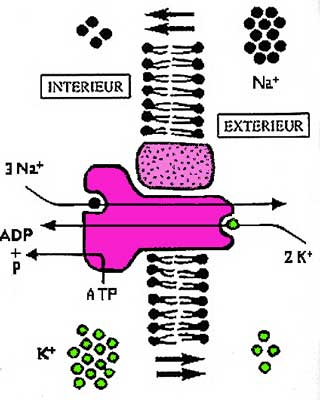 Na⁺
INTERIEUR
EXTERIEUR
3 Na⁺
ADP
+
P
ATP
2 K⁺
K⁺